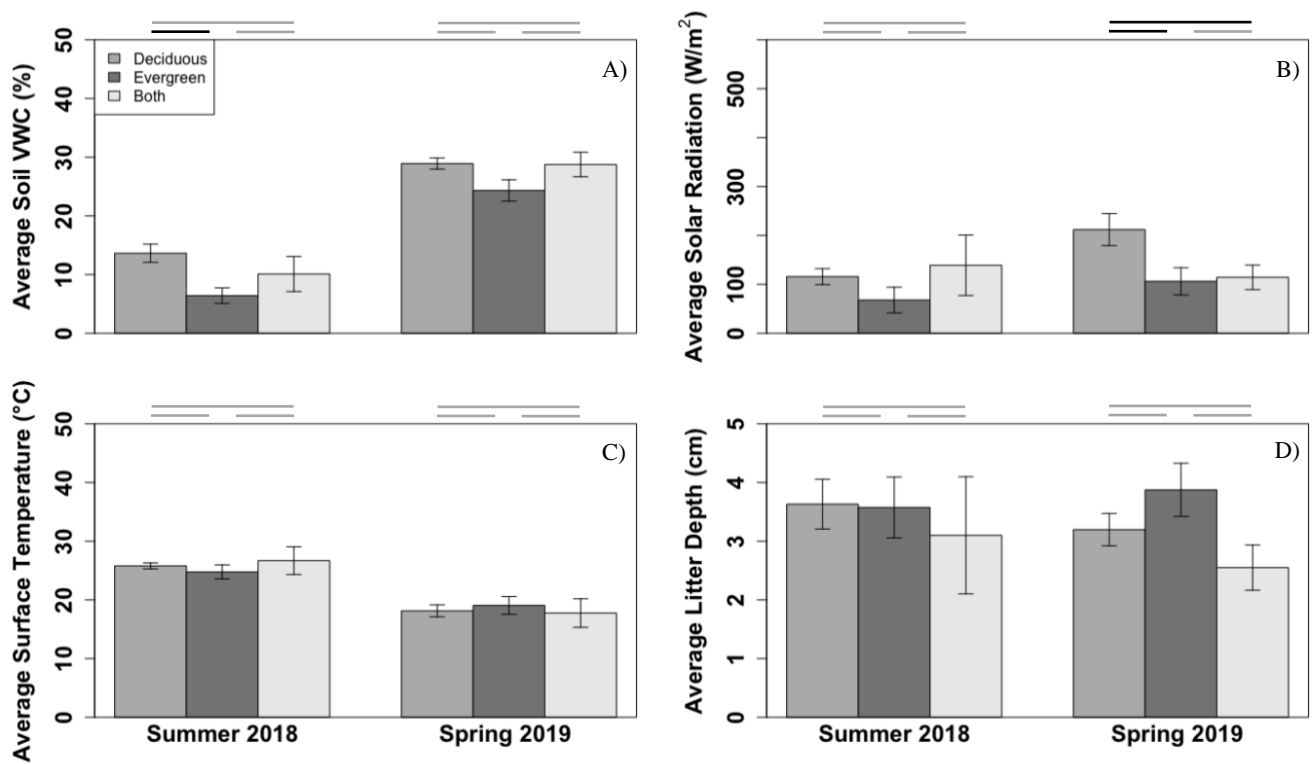 Average Soil VWC (%)
50
40
30
20
10
0
Deciduous
Evergreen
Both
A)
Average Solar Radiation (W/m²)
500
300
100
0
B)
Average Surface Temperature (°C)
50
40
30
20
10
0
C)
Summer 2018
Spring 2019
Average Litter Depth (cm)
5
4
3
2
1
0
D)
Summer 2018
Spring 2019